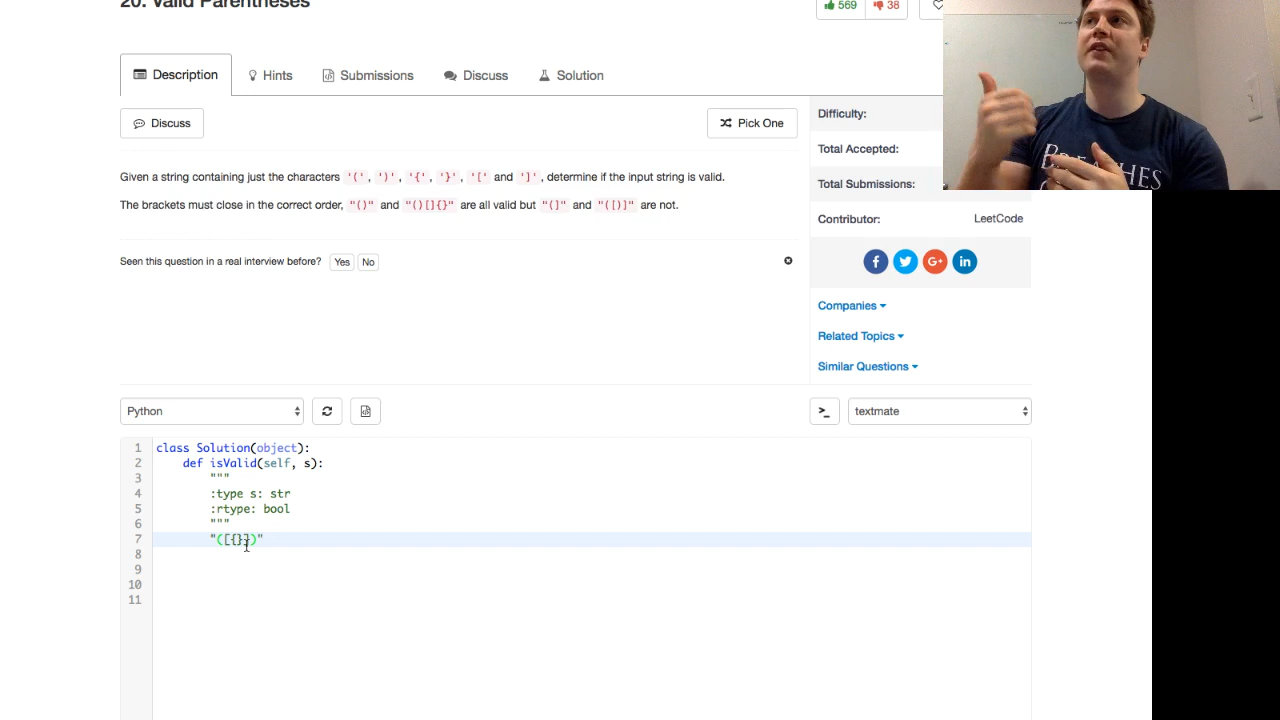 20. Valid Parentheses
569 38
Description Hints Submissions Discuss Solution
Discuss Pick One
Given a string containing just the characters '(', ')', '{', '}', '[' and ']', determine if the input string is valid.
The brackets must close in the correct order, "()" and "()[]{}" are all valid but "(]" and "([)]" are not.
Seen this question in a real interview before? Yes No
Difficulty:
Total Accepted:
Total Submissions:
Contributor: LeetCode
f G+ in
Companies
Related Topics
Similar Questions
Python >_ textmate
1 class Solution(object):
2 def isValid(self, s):
3 """
4 :type s: str
5 :rtype: bool
6 """
7 "([{}])"
8
9
10
11
BREATHES